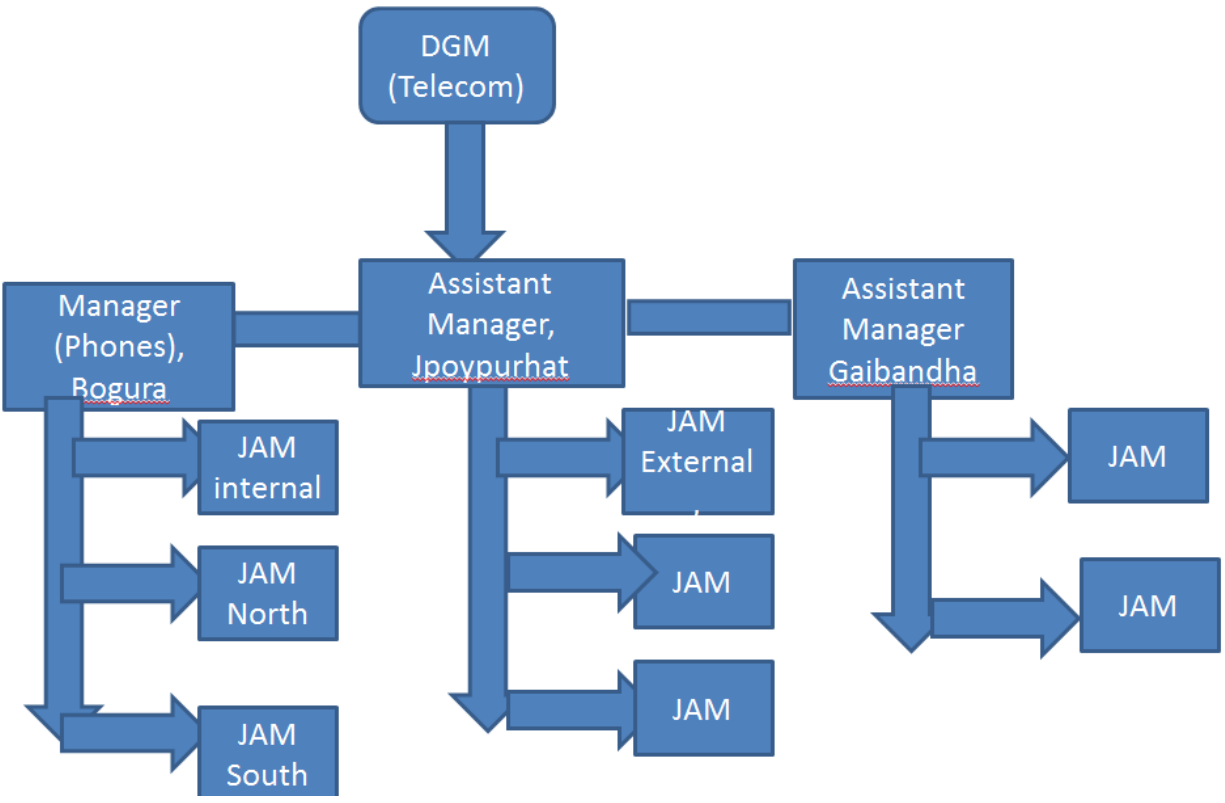 DGM
(Telecom)
Manager
(Phones),
Bogura
Assistant
Manager,
Jpoypurhat
Assistant
Manager
Gaibandha
JAM
internal
JAM
North
JAM
South
JAM
External
,
JAM
JAM
JAM
JAM